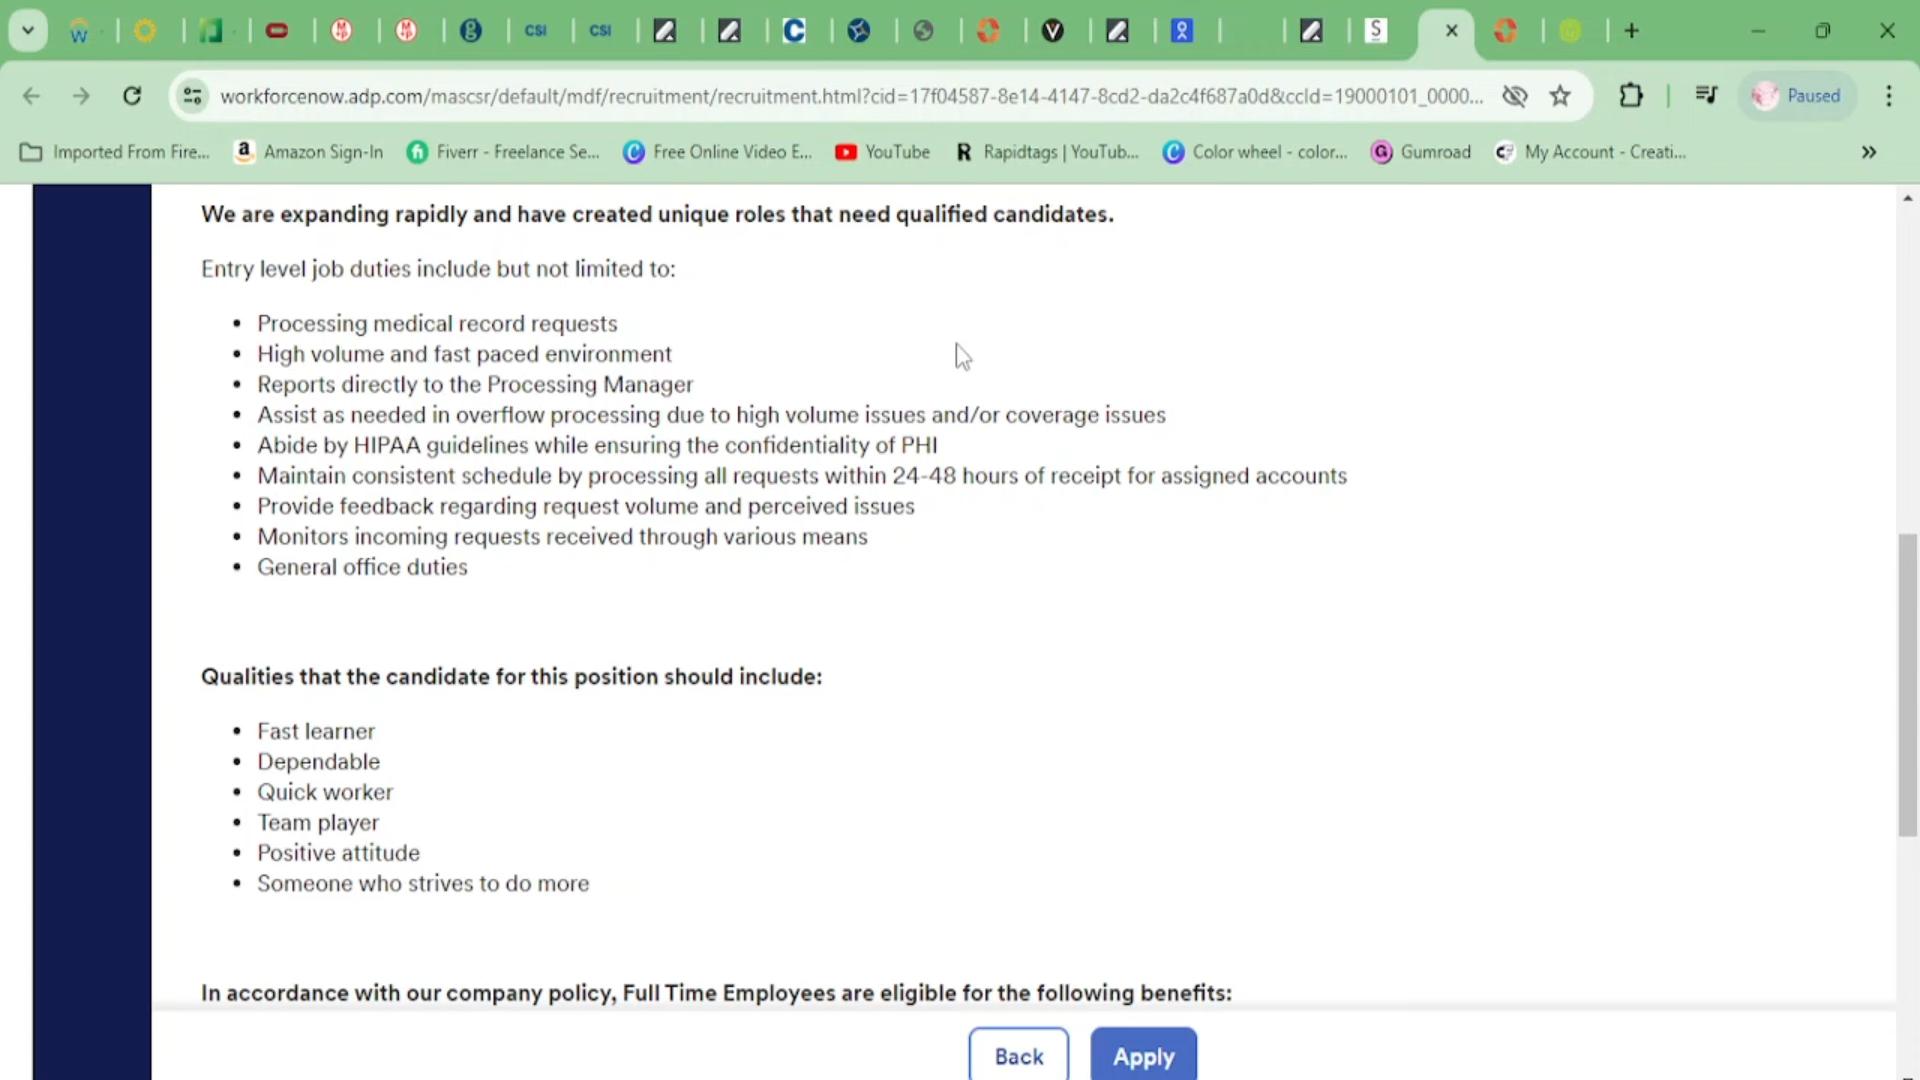 CSI
CSI
workforcenow.adp.com/mascsr/default/mdf/recruitment/recruitment.html?cid=17f04587-8e14-4147-8cd2-da2c4f687a0d&ccId=19000101_0000...
Paused
Imported From Fire...
Amazon Sign-In
Fiverr - Freelance Se...
Free Online Video E...
YouTube
Rapidtags | YouTub...
Color wheel - color...
Gumroad
My Account - Creati...
We are expanding rapidly and have created unique roles that need qualified candidates.
Entry level job duties include but not limited to:
• Processing medical record requests
• High volume and fast paced environment
• Reports directly to the Processing Manager
• Assist as needed in overflow processing due to high volume issues and/or coverage issues
• Abide by HIPAA guidelines while ensuring the confidentiality of PHI
• Maintain consistent schedule by processing all requests within 24-48 hours of receipt for assigned accounts
• Provide feedback regarding request volume and perceived issues
• Monitors incoming requests received through various means
• General office duties
Qualities that the candidate for this position should include:
• Fast learner
• Dependable
• Quick worker
• Team player
• Positive attitude
• Someone who strives to do more
In accordance with our company policy, Full Time Employees are eligible for the following benefits:
Back
Apply